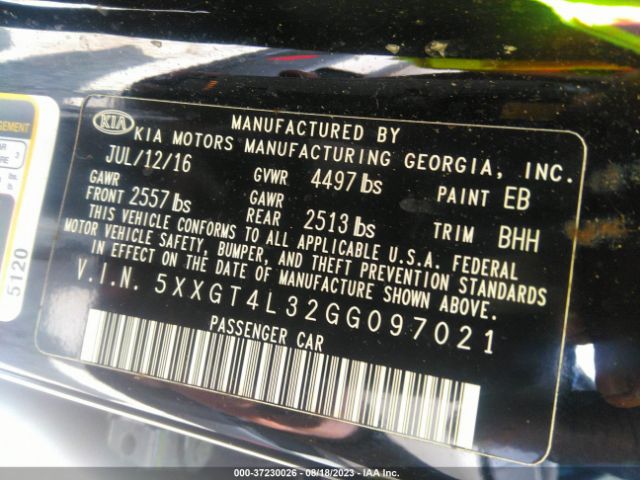 KIA
MANUFACTURED BY
KIA MOTORS MANUFACTURING GEORGIA, INC.
JUL/12/16 GVWR 4497 lbs PAINT EB
GAWR FRONT 2557 lbs GAWR REAR 2513 lbs TRIM BHH
THIS VEHICLE CONFORMS TO ALL APPLICABLE U.S.A. FEDERAL
MOTOR VEHICLE SAFETY, BUMPER, AND THEFT PREVENTION STANDARDS
IN EFFECT ON THE DATE OF MANUFACTURE SHOWN ABOVE.
V.I.N. 5XXGT4L32GG097021
PASSENGER CAR
5120
000-37230026 - 08/18/2023 - IAA Inc.